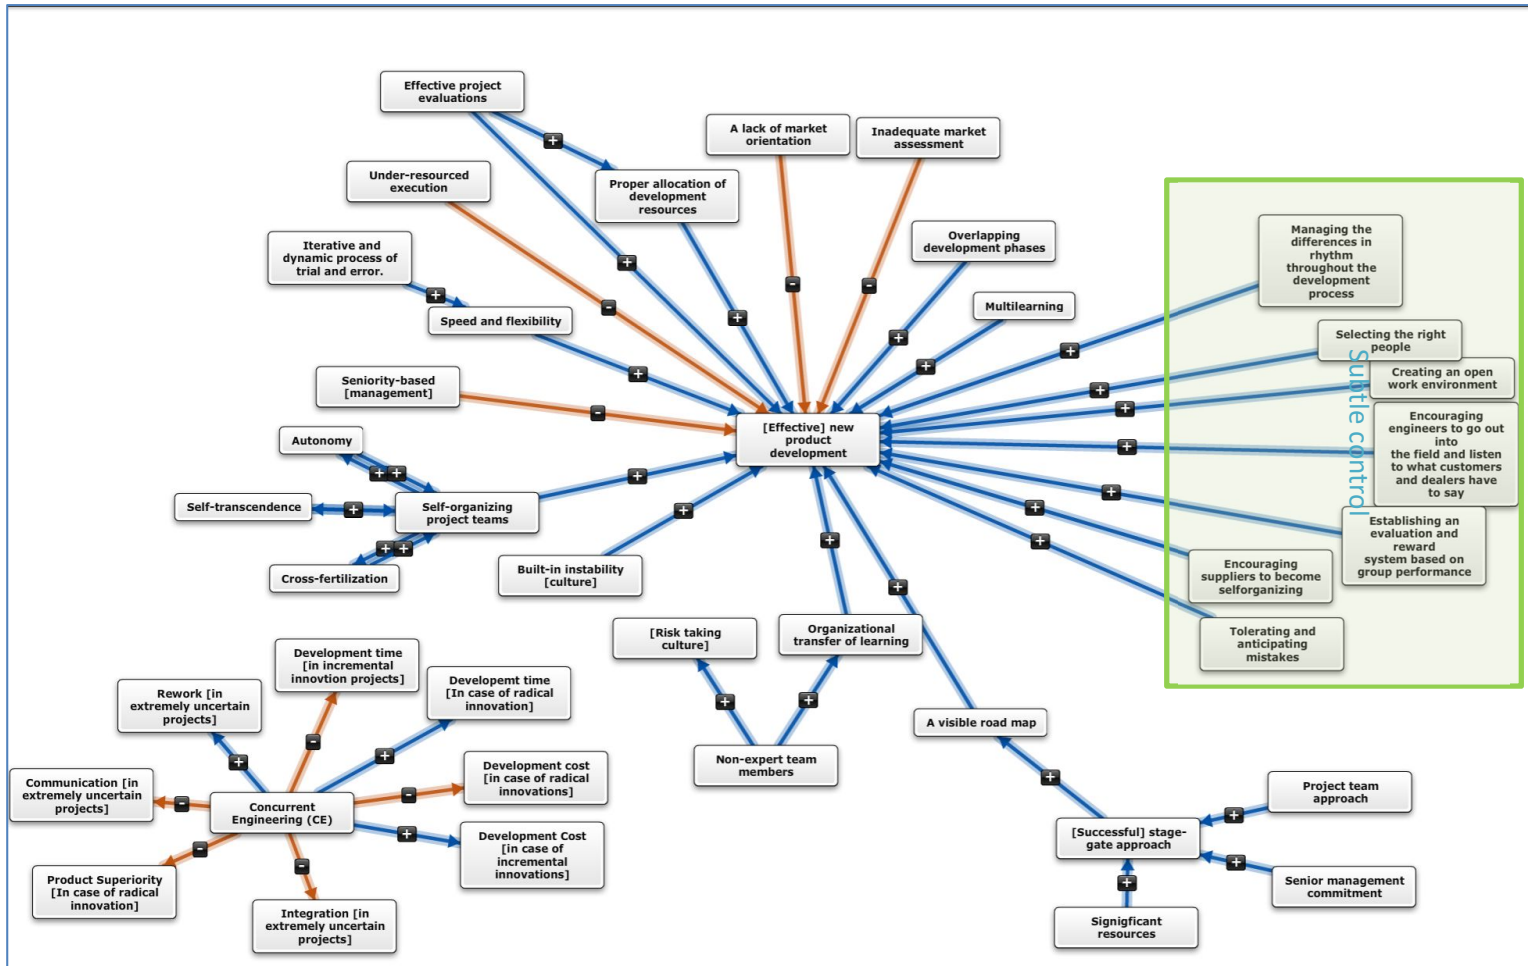 Effective project
evaluations
A lack of market
orientation
Inadequate market
assessment
Under-resourced
execution
Proper allocation of
development
resources
Iterative and
dynamic process of
trial and error.
Overlapping
development phases
Managing the
differences in
rhythm
throughout the
development
process
Speed and flexibility
Multilearning
Selecting the right
people
Creating an open
work environment
Seniority-based
[management]
[Effective] new
product
development
Encouraging
engineers to go out
into
the field and listen
to what customers
and dealers have
to say
Subtle control
Autonomy
Self-transcendence
Self-organizing
project teams
Cross-fertilization
Built-in instability
[culture]
Establishing an
evaluation and
reward
system based on
group performance
Encouraging
suppliers to become
selforganizing
Tolerating and
anticipating
mistakes
[Risk taking
culture]
Organizational
transfer of learning
Development time
[in incremental
innovtion projects]
Developemt time
[In case of radical
innovation]
Rework [in
extremely uncertain
projects]
A visible road map
Non-expert team
members
Communication [in
extremely uncertain
projects]
Concurrent
Engineering (CE)
Development cost
[in case of radical
innovations]
Development Cost
[in case of
incremental
innovations]
Product Superiority
[In case of radical
innovation]
Integration [in
extremely uncertain
projects]
Project team
approach
[Successful] stage-
gate approach
Senior management
commitment
Signigficant
resources
+
+
-
-
-
+
+
+
+
+
+
+
+
+
+
-
+ +
+
+ +
+
+
+
+
+
+
+
+
+
-
+
+
-
-
+
-
-
+
+
+
+